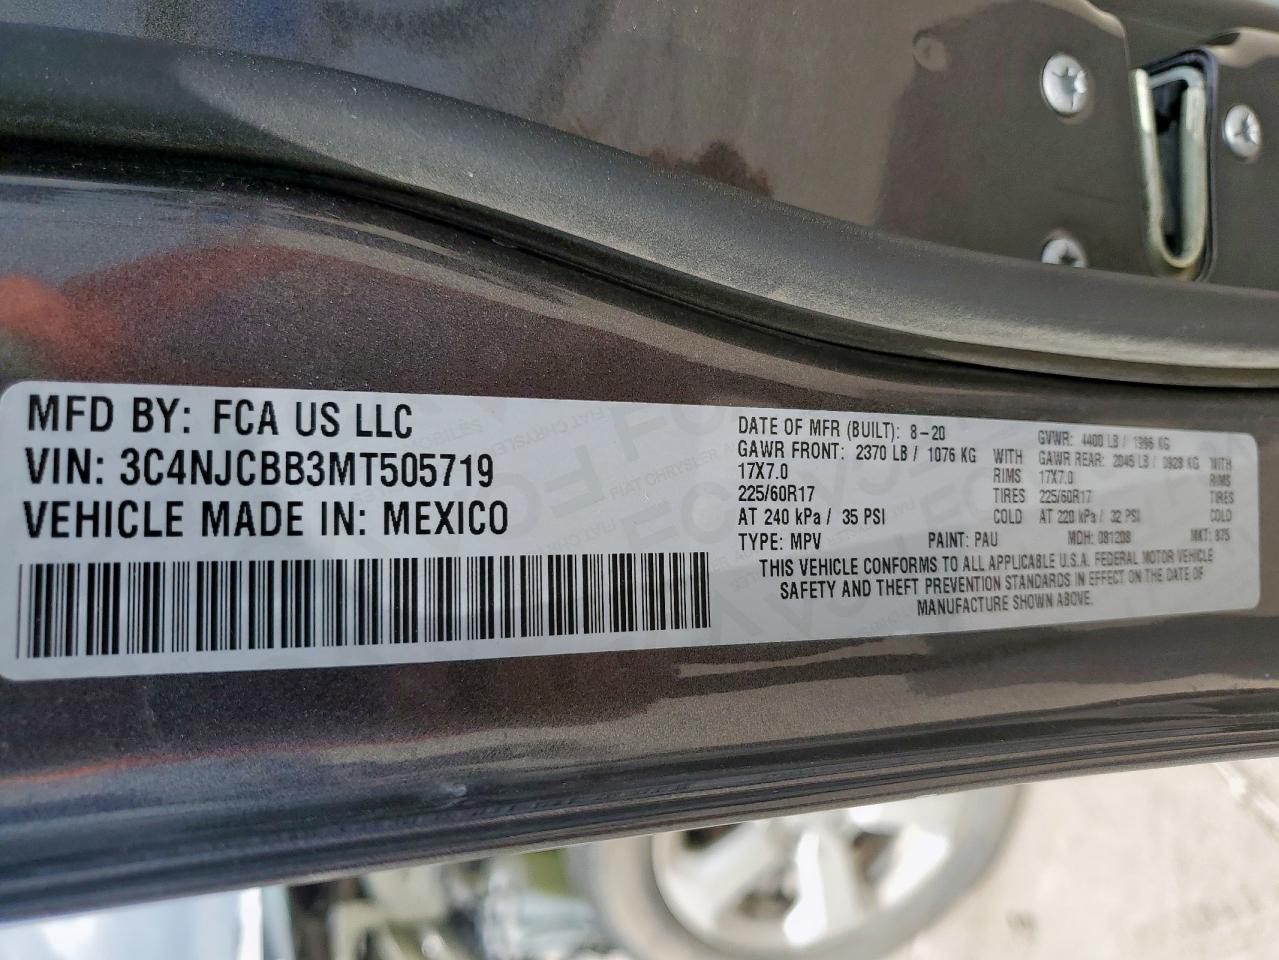 MFD BY: FCA US LLC
VIN: 3C4NJCBB3MT505719
VEHICLE MADE IN: MEXICO
DATE OF MFR (BUILT): 8-20 GVWR: 4400 LB / 1996 KG
GAWR FRONT: 2370 LB / 1076 KG WITH GAWR REAR: 2045 LB / 0928 KG WITH
17X7.0 RIMS 17X7.0 RIMS
225/60R17 TIRES 225/60R17 TIRES
AT 240 kPa / 35 PSI COLD AT 220 kPa / 32 PSI COLD
TYPE: MPV PAINT: PAU MDH: 081208 MKT: 875
THIS VEHICLE CONFORMS TO ALL APPLICABLE U.S.A. FEDERAL MOTOR VEHICLE
SAFETY AND THEFT PREVENTION STANDARDS IN EFFECT ON THE DATE OF
MANUFACTURE SHOWN ABOVE.